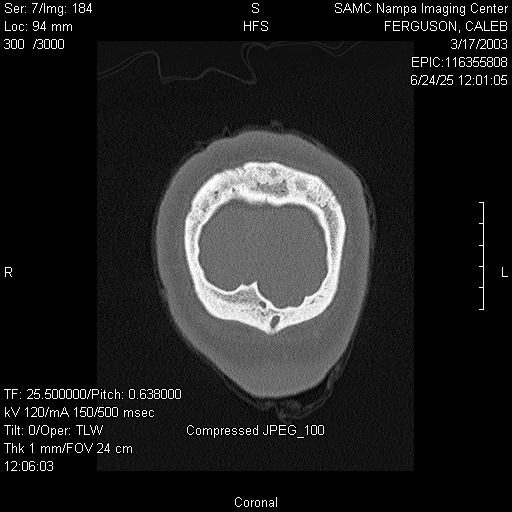 Ser: 7/Img: 184
Loc: 94 mm
300 /3000
S
HFS
SAMC Nampa Imaging Center
FERGUSON, CALEB
3/17/2003
EPIC:116355808
6/24/25 12:01:05
R
L
TF: 25.500000/Pitch: 0.638000
kV 120/mA 150/500 msec
Tilt: 0/Oper: TLW
Thk 1 mm/FOV 24 cm
12:06:03
Compressed JPEG_100
Coronal